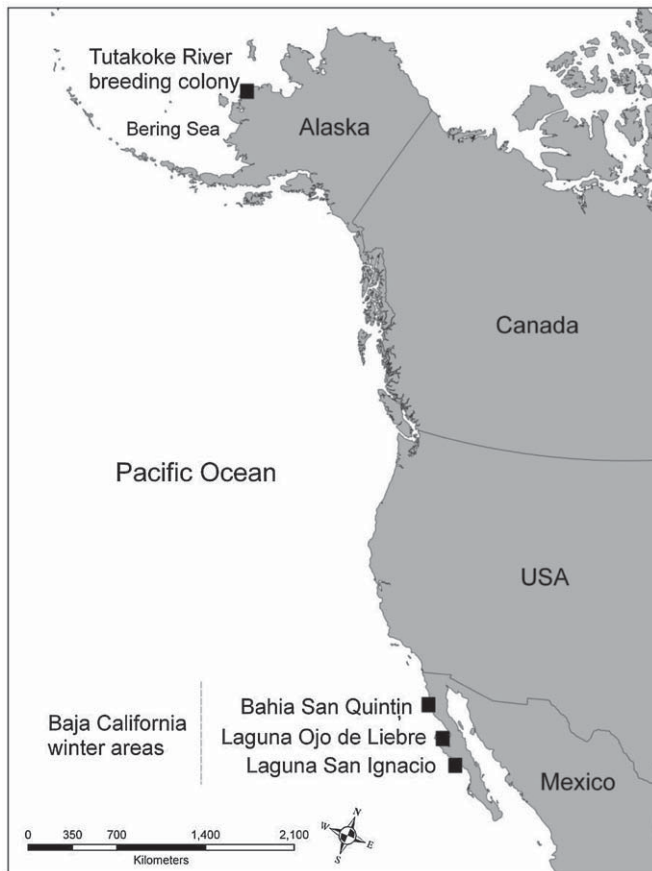 Tutakoke River
breeding colony
Bering Sea
Alaska
Canada
Pacific Ocean
USA
Baja California
winter areas
Bahia San Quintin
Laguna Ojo de Liebre
Laguna San Ignacio
Mexico
0 350 700 1,400 2,100
Kilometers
N
W
E
S